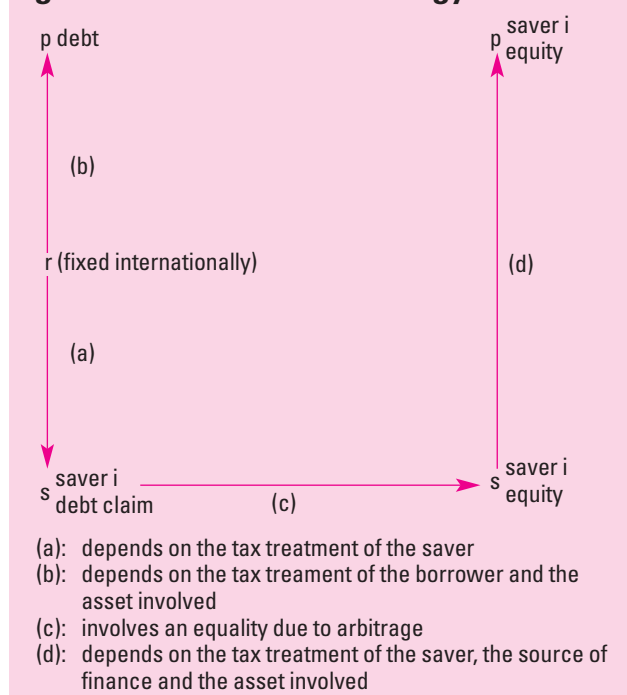 p debt
p saver i
equity
(b)
r (fixed internationally)
(d)
(a)
s saver i
debt claim
(c)
s saver i
equity
(a): depends on the tax treatment of the saver
(b): depends on the tax treament of the borrower and the
asset involved
(c): involves an equality due to arbitrage
(d): depends on the tax treatment of the saver, the source of
finance and the asset involved